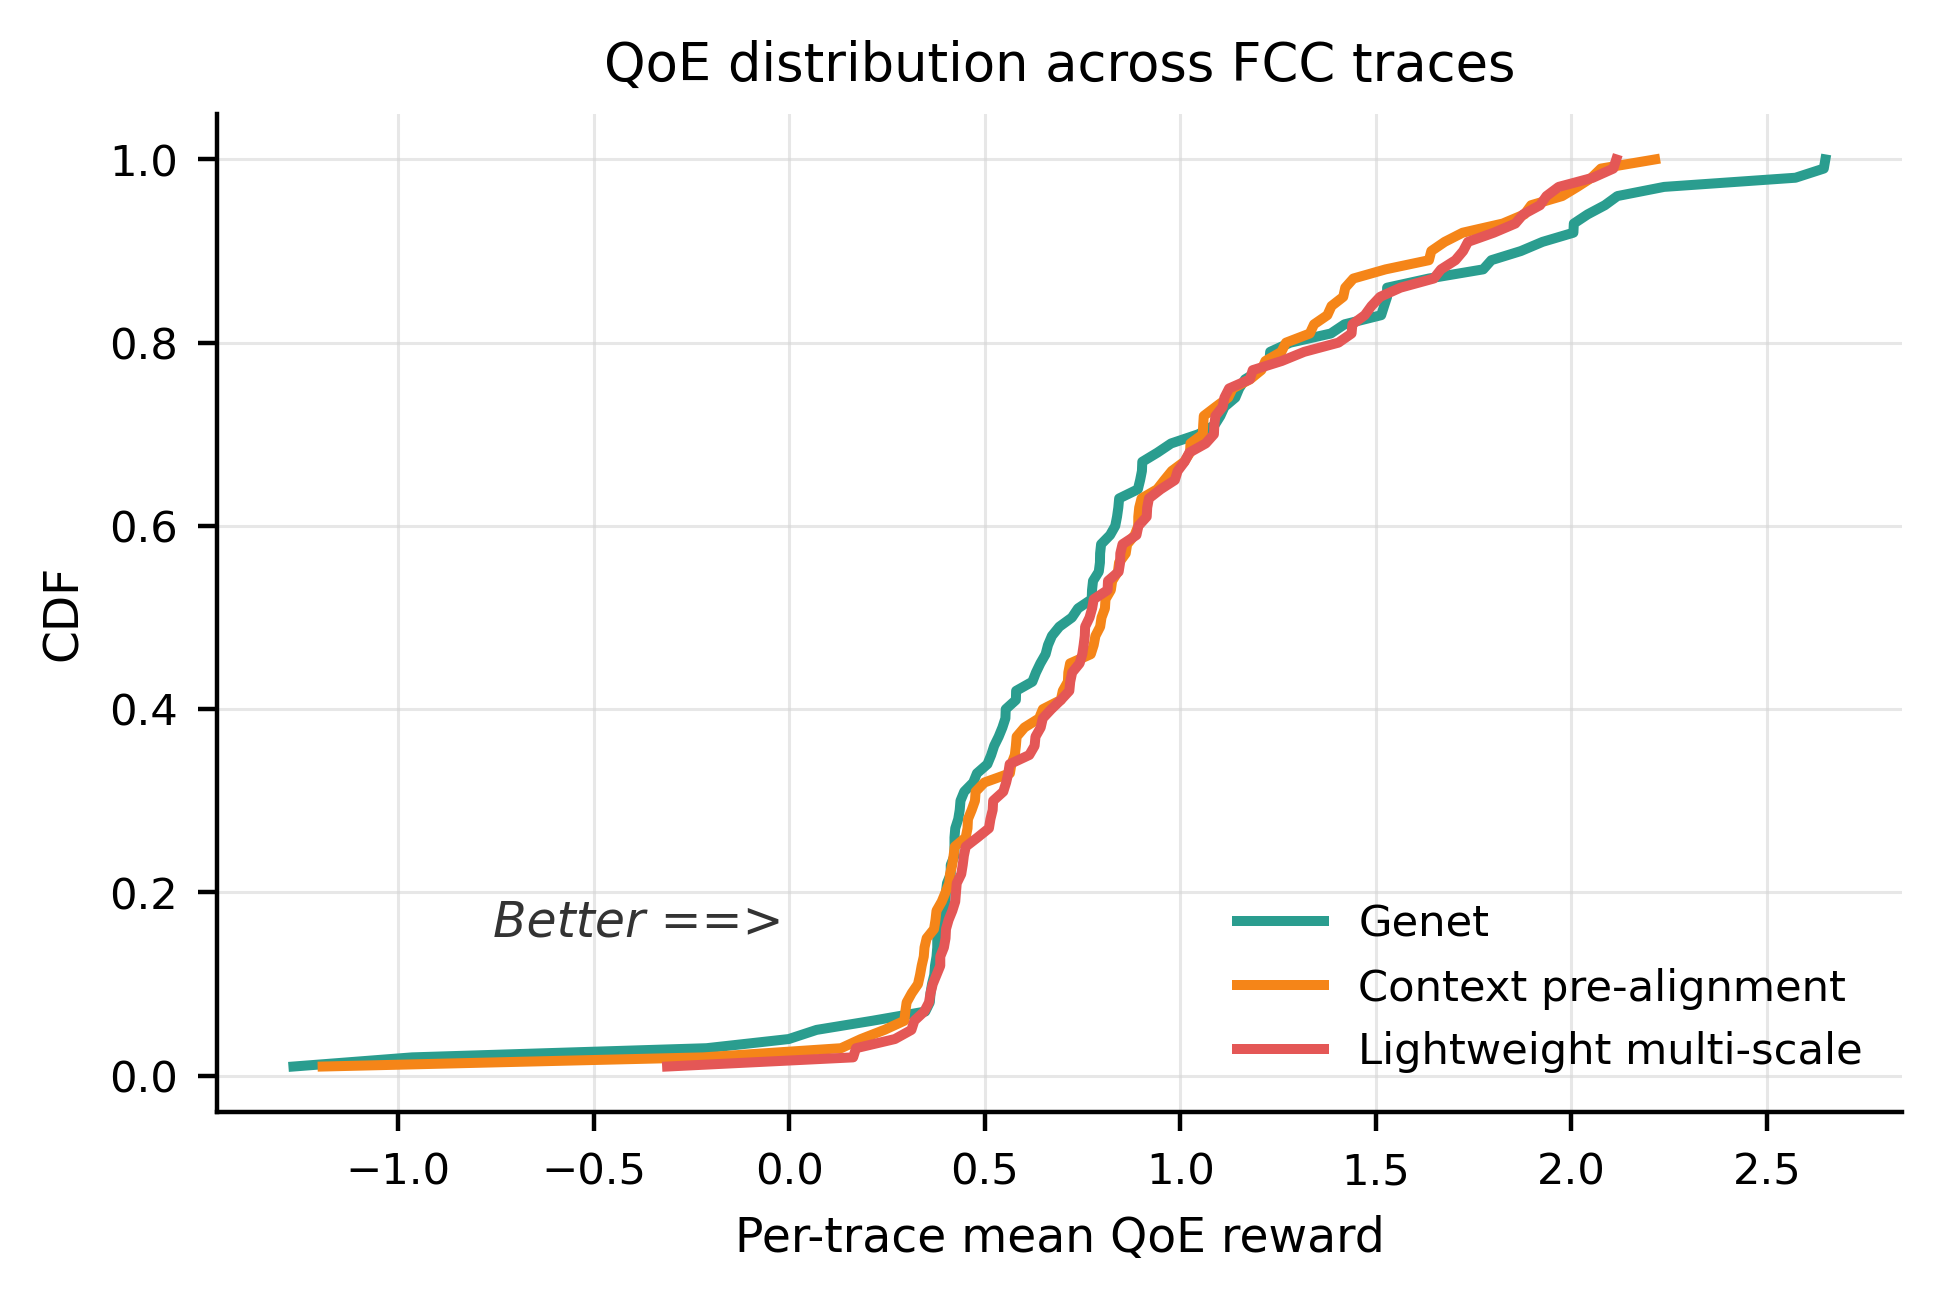 QoE distribution across FCC traces
1.0
0.8
0.6
0.4
0.2
0.0
CDF
Better ==>
Genet
Context pre-alignment
Lightweight multi-scale
−1.0 −0.5 0.0 0.5 1.0 1.5 2.0 2.5
Per-trace mean QoE reward